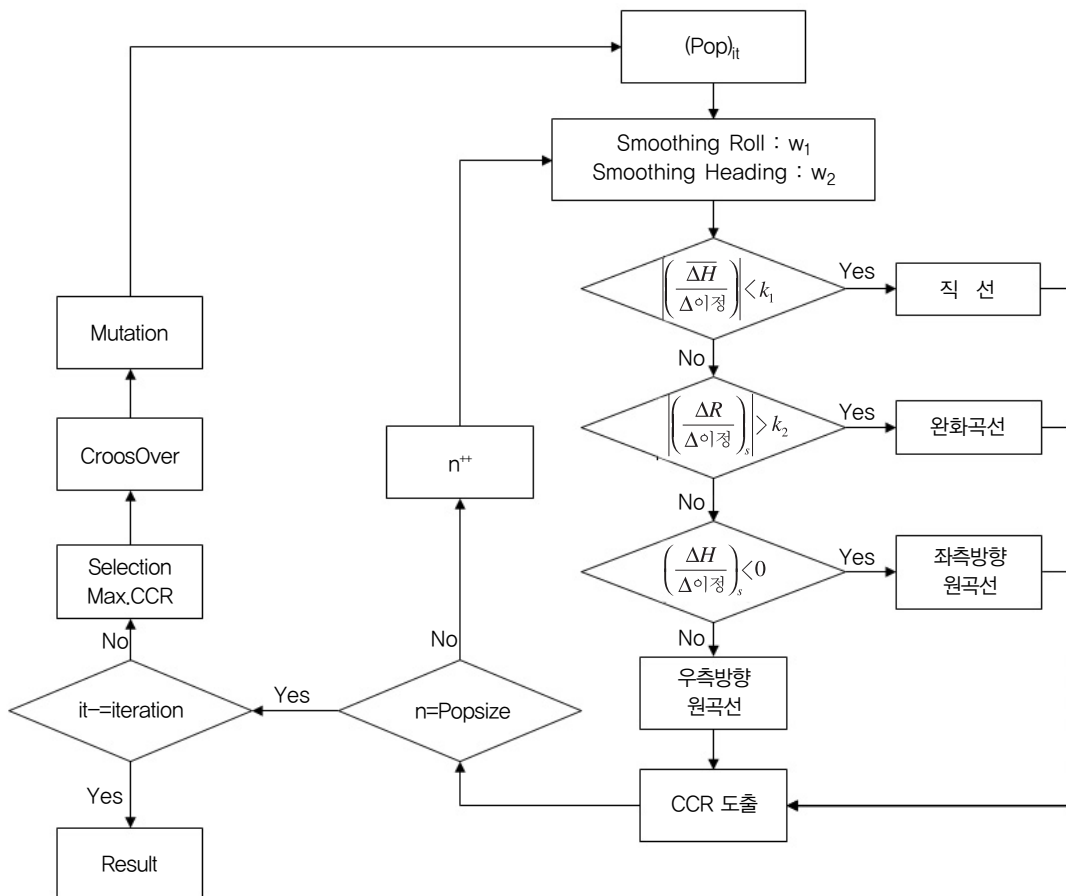 (Pop)it
Smoothing Roll : w1
Smoothing Heading : w2
|(ΔH̅/Δ이정)|<k1
Yes
직 선
No
|(ΔR/Δ이정)s|>k2
Yes
완화곡선
No
(ΔH/Δ이정)s<0
Yes
좌측방향
원곡선
No
우측방향
원곡선
CCR 도출
n=Popsize
No
n++
Yes
it-=iteration
No
Selection
Max.CCR
CroosOver
Mutation
Yes
Result